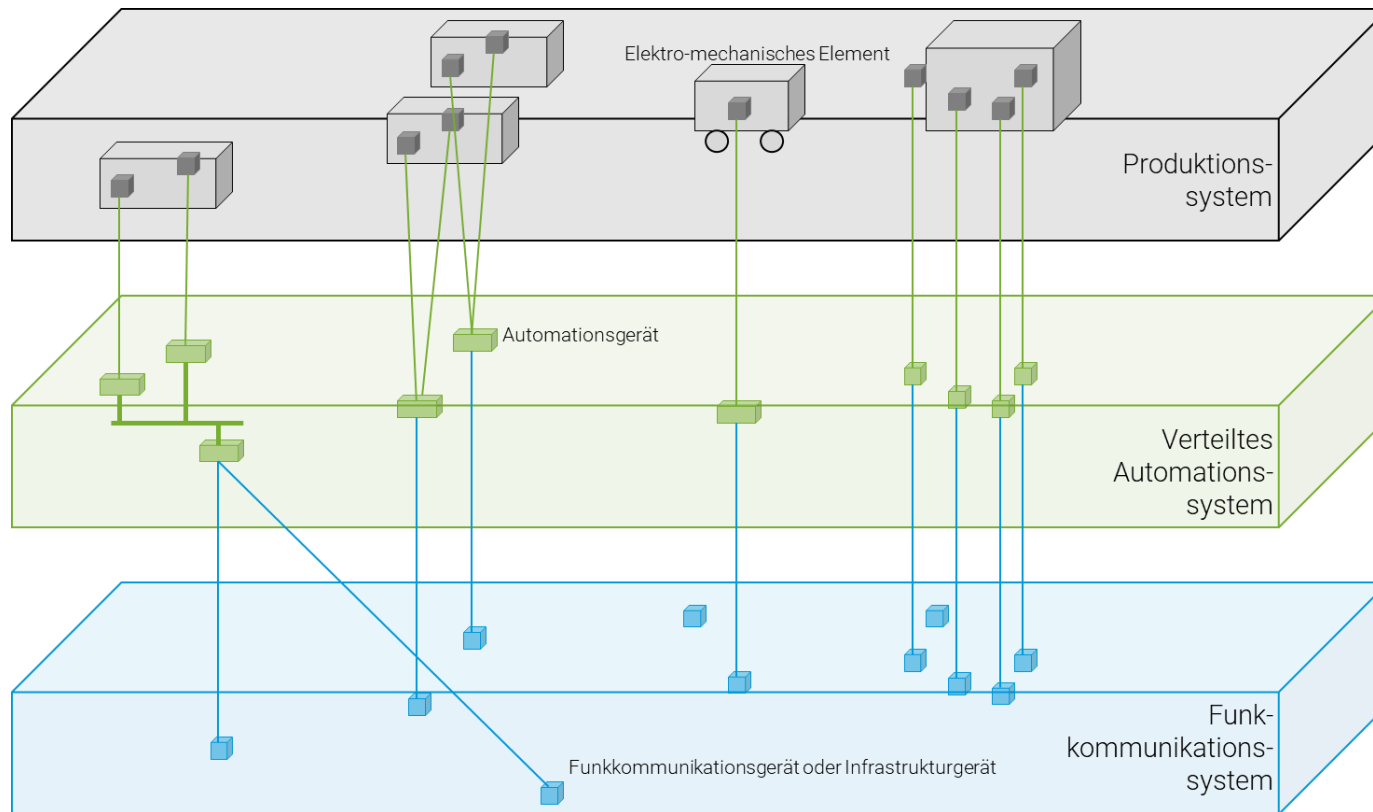 Elektro-mechanisches Element
Produktions-
system
Automationsgerät
Verteiltes
Automations-
system
Funk-
kommunikations-
system
Funkkommunikationsgerät oder Infrastrukturgerät